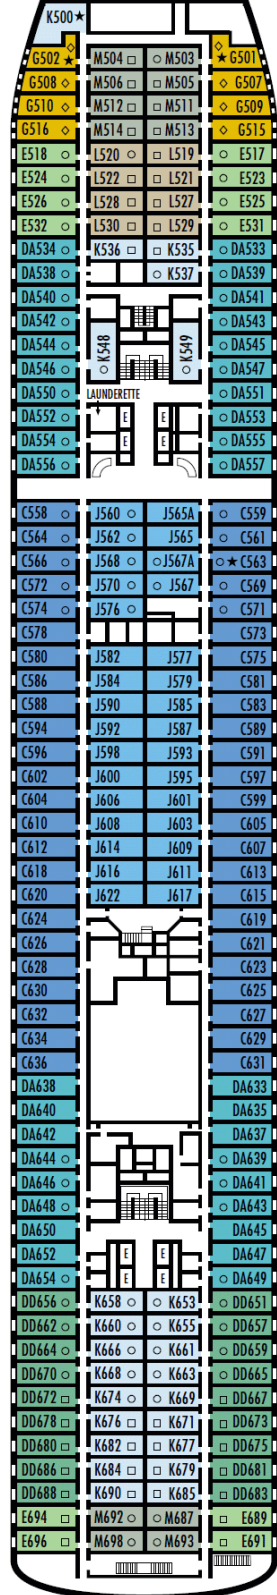 K500★
G502 ◇ ★ M504 □ ○ M503 ◇ ★ G501
G508 ◇ M506 □ □ M505 ◇ G507
G510 ◇ M512 □ □ M511 ◇ G509
G516 ◇ M514 □ □ M513 ◇ G515
E518 ○ L520 ○ □ L519 ○ E517
E524 ○ L522 □ □ L521 ○ E523
E526 ○ L528 □ □ L527 ○ E525
E532 ○ L530 □ □ L529 ○ E531
DA534 ○ K536 □ □ K535 ○ DA533
DA538 ○ ○ K537 ○ DA539
DA540 ○ ○ DA541
DA542 ○ ○ DA543
DA544 ○ K548 ○ K549 ○ ○ DA545
DA546 ○ ○ DA547
DA550 ○ LAUNDERETTE ○ DA551
DA552 ○ E E ○ DA553
DA554 ○ E E ○ DA555
DA556 ○ ○ DA557
C558 ○ J560 ○ J565A ○ C559
C564 ○ J562 ○ J565 ○ C561
C566 ○ J568 ○ ○ J567A ○ ★ C563
C572 ○ J570 ○ ○ J567 ○ C569
C574 ○ J576 ○ ○ C571
C578 C573
C580 J582 J577 C575
C586 J584 J579 C581
C588 J590 J585 C583
C594 J592 J587 C589
C596 J598 J593 C591
C602 J600 J595 C597
C604 J606 J601 C599
C610 J608 J603 C605
C612 J614 J609 C607
C618 J616 J611 C613
C620 J622 J617 C615
C624 C619
C626 C621
C628 C623
C630 C625
C632 C627
C634 C629
C636 C631
DA638 DA633
DA640 DA635
DA642 DA637
DA644 ○ ○ DA639
DA646 ○ ○ DA641
DA648 ○ ○ DA643
DA650 DA645
DA652 E E DA647
DA654 ○ E E ○ DA649
DD656 ○ K658 ○ ○ K653 ○ DD651
DD662 ○ K660 ○ ○ K655 ○ DD657
DD664 ○ K666 ○ ○ K661 ○ DD659
DD670 ○ K668 ○ ○ K663 ○ DD665
DD672 □ K674 ○ ○ K669 □ DD667
DD678 □ K676 □ □ K671 □ DD673
DD680 □ K682 □ □ K677 □ DD675
DD686 □ K684 □ □ K679 □ DD681
DD688 □ K690 □ □ K685 □ DD683
E694 □ M692 ○ ○ M687 □ E689
E696 □ M698 ○ ○ M693 □ E691